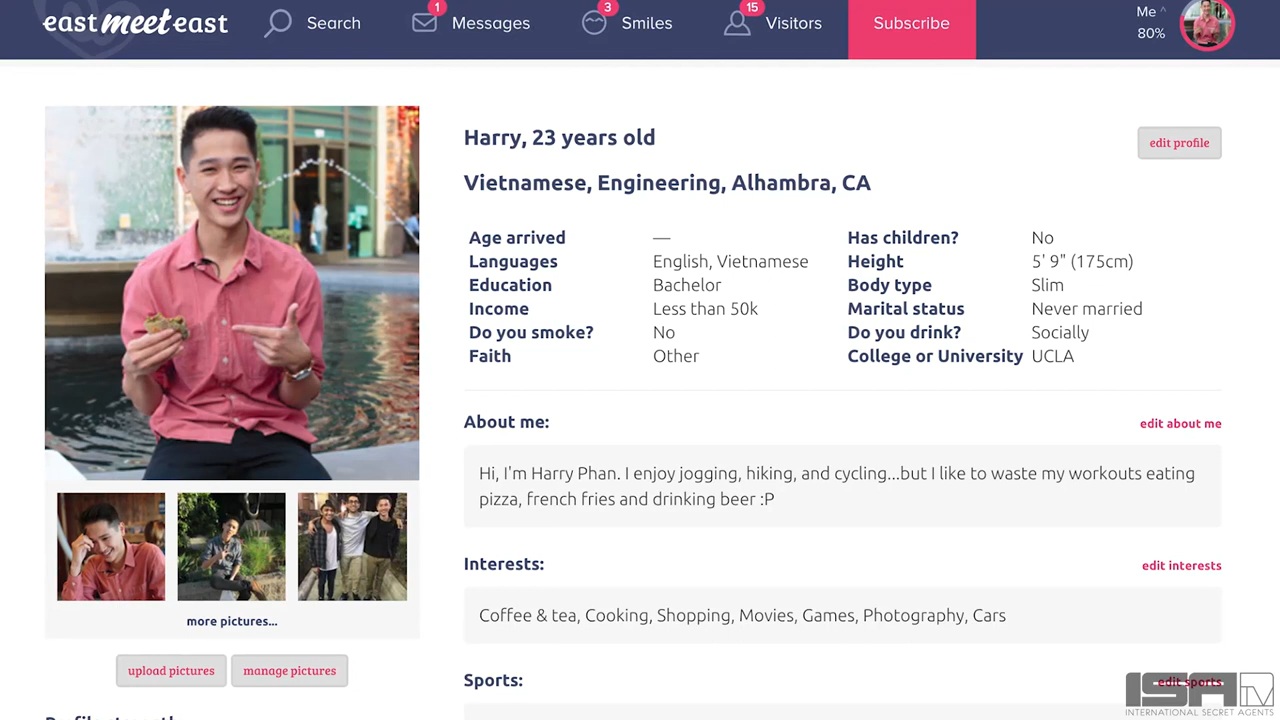 eastmeeteast
Search
1
Messages
3
Smiles
15
Visitors
Subscribe
Me ^
80%
Harry, 23 years old
edit profile
Vietnamese, Engineering, Alhambra, CA
Age arrived — Has children? No
Languages English, Vietnamese Height 5' 9" (175cm)
Education Bachelor Body type Slim
Income Less than 50k Marital status Never married
Do you smoke? No Do you drink? Socially
Faith Other College or University UCLA
About me:
edit about me
Hi, I'm Harry Phan. I enjoy jogging, hiking, and cycling...but I like to waste my workouts eating
pizza, french fries and drinking beer :P
Interests:
edit interests
Coffee & tea, Cooking, Shopping, Movies, Games, Photography, Cars
more pictures...
upload pictures
manage pictures
Sports:
edit sports
ISATV
INTERNATIONAL SECRET AGENTS